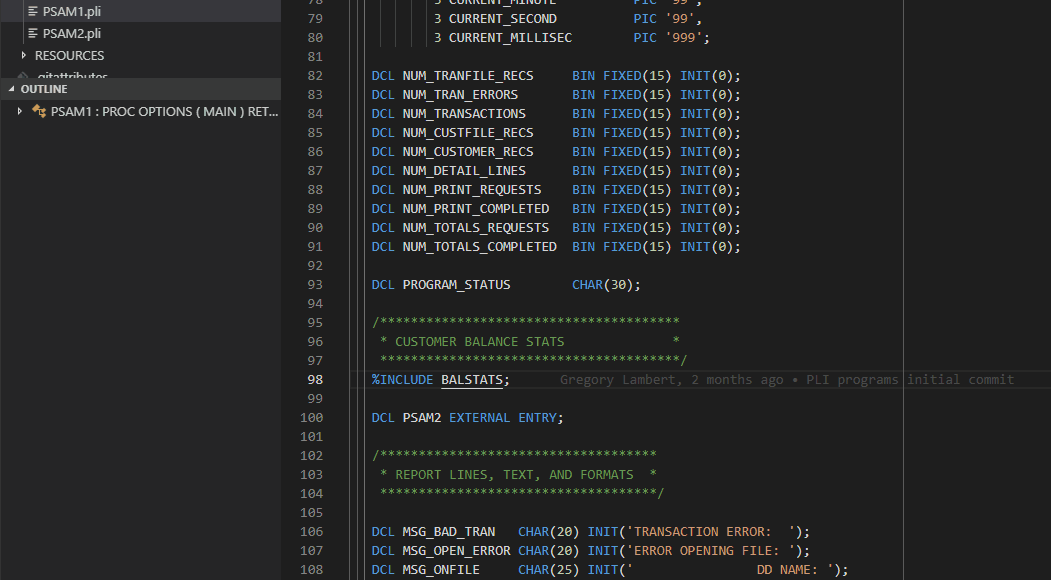 PSAM1.pli
PSAM2.pli
RESOURCES
.gitattributes
OUTLINE
PSAM1 : PROC OPTIONS ( MAIN ) RET...
78 3 CURRENT_MINUTE PIC '99',
79 3 CURRENT_SECOND PIC '99',
80 3 CURRENT_MILLISEC PIC '999';
81
82 DCL NUM_TRANFILE_RECS BIN FIXED(15) INIT(0);
83 DCL NUM_TRAN_ERRORS BIN FIXED(15) INIT(0);
84 DCL NUM_TRANSACTIONS BIN FIXED(15) INIT(0);
85 DCL NUM_CUSTFILE_RECS BIN FIXED(15) INIT(0);
86 DCL NUM_CUSTOMER_RECS BIN FIXED(15) INIT(0);
87 DCL NUM_DETAIL_LINES BIN FIXED(15) INIT(0);
88 DCL NUM_PRINT_REQUESTS BIN FIXED(15) INIT(0);
89 DCL NUM_PRINT_COMPLETED BIN FIXED(15) INIT(0);
90 DCL NUM_TOTALS_REQUESTS BIN FIXED(15) INIT(0);
91 DCL NUM_TOTALS_COMPLETED BIN FIXED(15) INIT(0);
92
93 DCL PROGRAM_STATUS CHAR(30);
94
95 /***************************************
96 * CUSTOMER BALANCE STATS *
97 ***************************************/
98 %INCLUDE BALSTATS; Gregory Lambert, 2 months ago • PLI programs initial commit
99
100 DCL PSAM2 EXTERNAL ENTRY;
101
102 /************************************
103 * REPORT LINES, TEXT, AND FORMATS *
104 ************************************/
105
106 DCL MSG_BAD_TRAN CHAR(20) INIT('TRANSACTION ERROR:  ');
107 DCL MSG_OPEN_ERROR CHAR(20) INIT('ERROR OPENING FILE: ');
108 DCL MSG_ONFILE CHAR(25) INIT('                DD NAME: ');